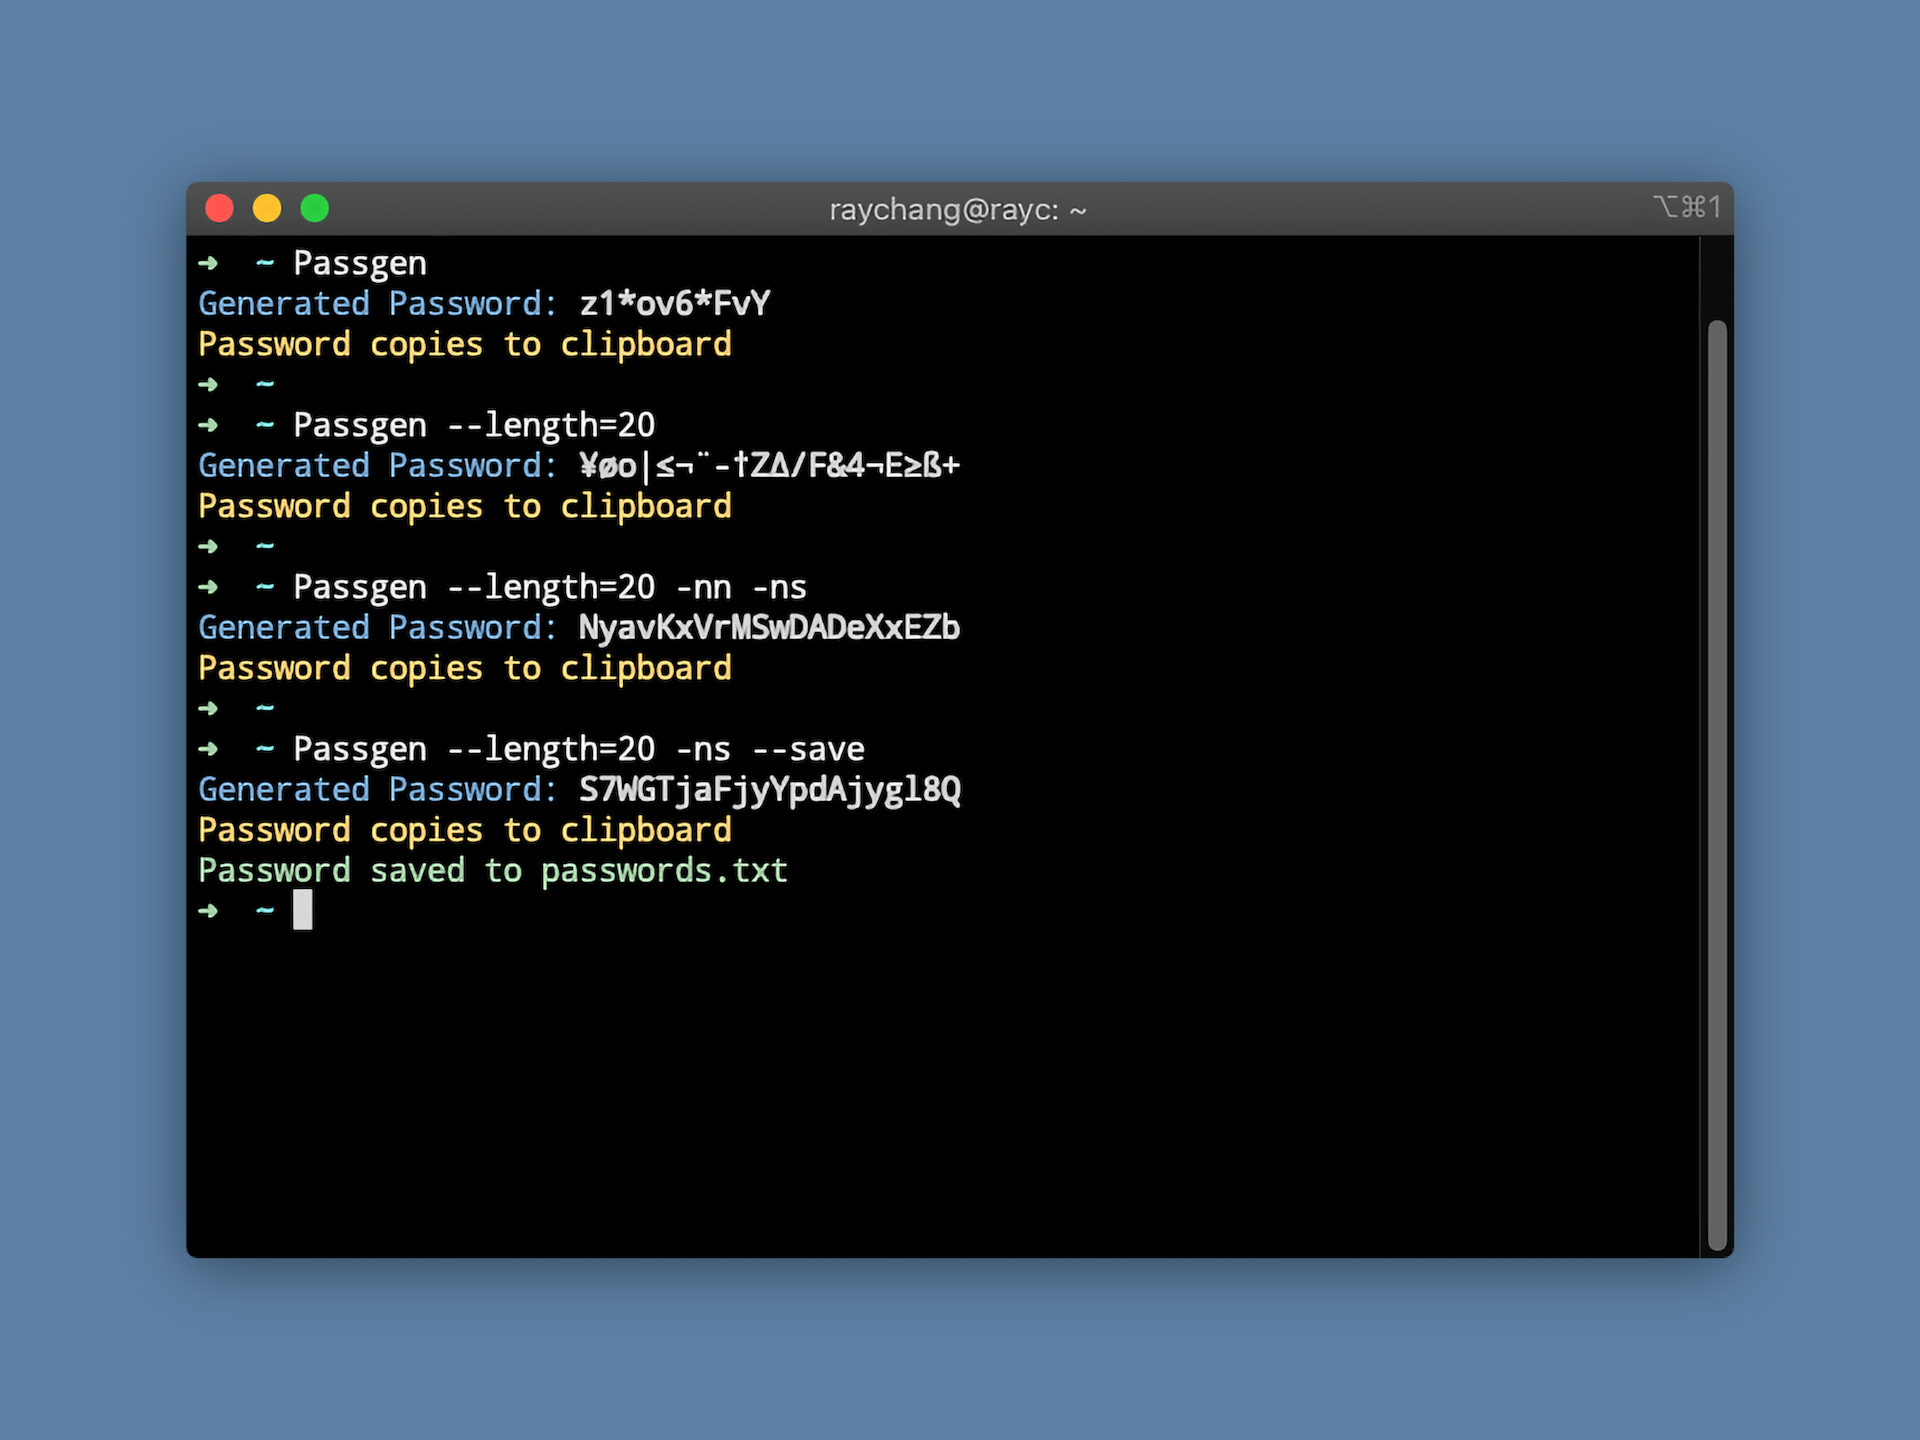 raychang@rayc: ~
⌥⌘1
➜ ~ Passgen
Generated Password: z1*ov6*FvY
Password copies to clipboard
➜ ~
➜ ~ Passgen --length=20
Generated Password: ¥øo|≤¬¨-†Z∆/F&4¬E≥ß+
Password copies to clipboard
➜ ~
➜ ~ Passgen --length=20 -nn -ns
Generated Password: NyavKxVrMSwDADeXxEZb
Password copies to clipboard
➜ ~
➜ ~ Passgen --length=20 -ns --save
Generated Password: S7WGTjaFjyYpdAjygl8Q
Password copies to clipboard
Password saved to passwords.txt
➜ ~